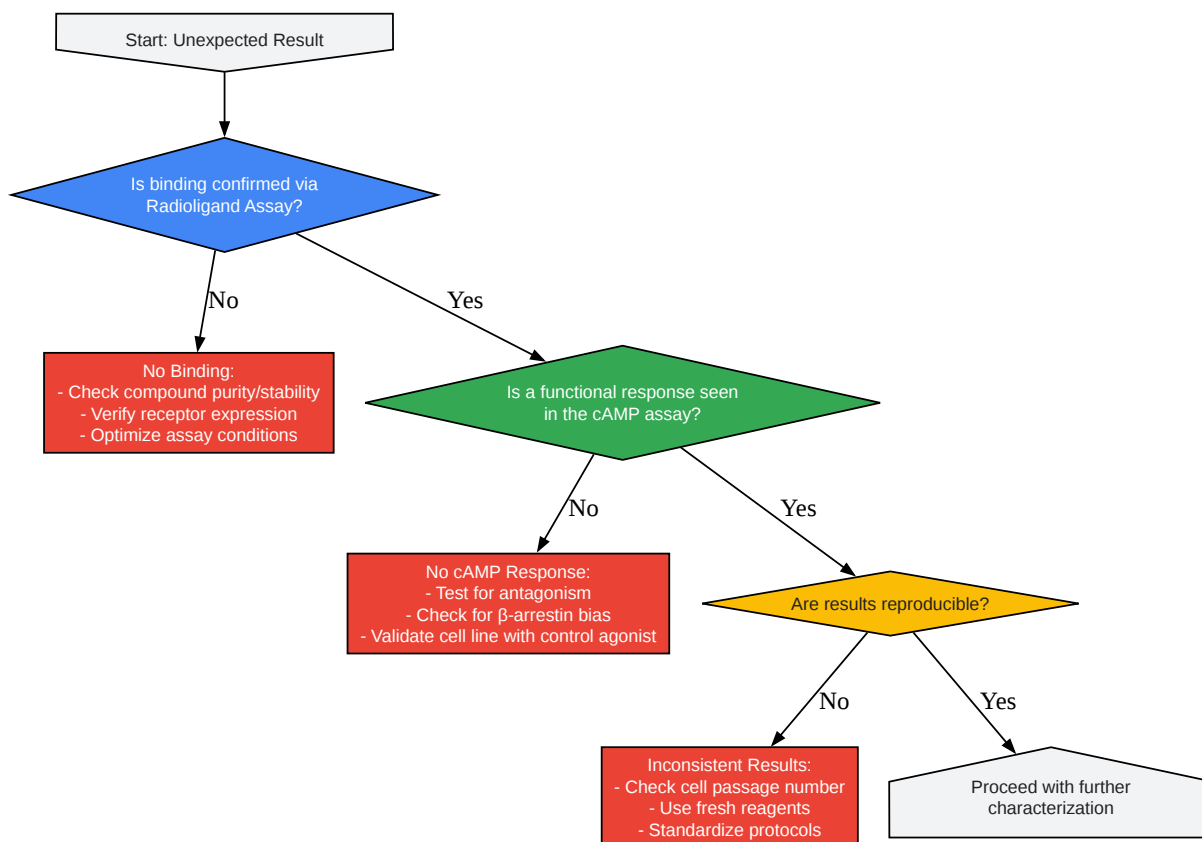 Start: Unexpected Result
Is binding confirmed via
Radioligand Assay?
No
Yes
No Binding:
- Check compound purity/stability
- Verify receptor expression
- Optimize assay conditions
Is a functional response seen
in the cAMP assay?
No
Yes
No cAMP Response:
- Test for antagonism
- Check for β-arrestin bias
- Validate cell line with control agonist
Are results reproducible?
No
Yes
Inconsistent Results:
- Check cell passage number
- Use fresh reagents
- Standardize protocols
Proceed with further
characterization